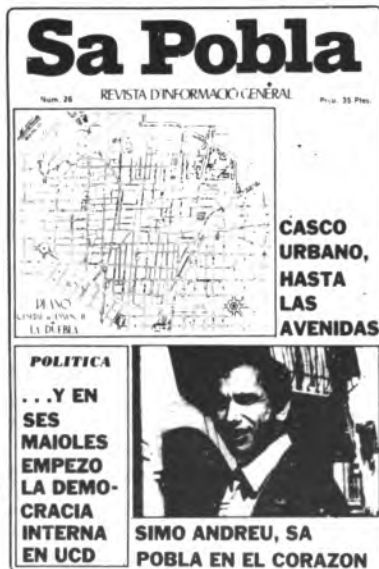 Sa Pobla
REVISTA D'INFORMACIÓ GENERAL
Num. 26
Preu. 35 Ptes.
CASCO
URBANO,
HASTA
LAS
AVENIDAS
PLANO
LA PUEBLA
POLITICA
...Y EN
SES
MAIOLES
EMPEZO
LA DEMO-
CRACIA
INTERNA
EN UCD
SIMO ANDREU, SA
POBLA EN EL CORAZON